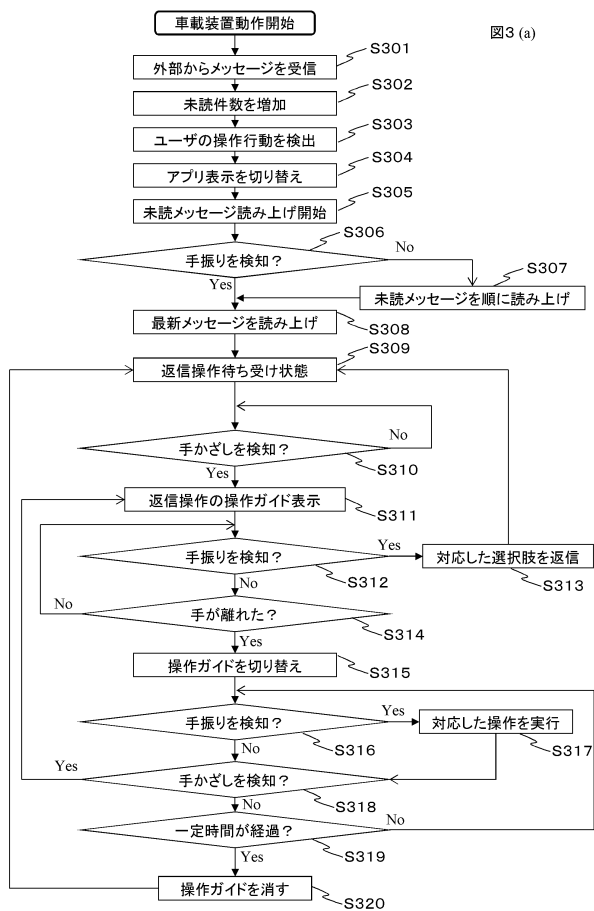 車載装置動作開始
図3 (a)
外部からメッセージを受信
S301
未読件数を増加
S302
ユーザの操作行動を検出
S303
アプリ表示を切り替え
S304
未読メッセージ読み上げ開始
S305
手振りを検知？
S306
No
Yes
未読メッセージを順に読み上げ
S307
最新メッセージを読み上げ
S308
返信操作待ち受け状態
S309
手かざしを検知？
No
S310
Yes
返信操作の操作ガイド表示
S311
手振りを検知？
Yes
S312
No
対応した選択肢を返信
S313
手が離れた？
No
S314
Yes
操作ガイドを切り替え
S315
手振りを検知？
Yes
S316
No
対応した操作を実行
S317
手かざしを検知？
Yes
S318
No
一定時間が経過？
No
S319
Yes
操作ガイドを消す
S320